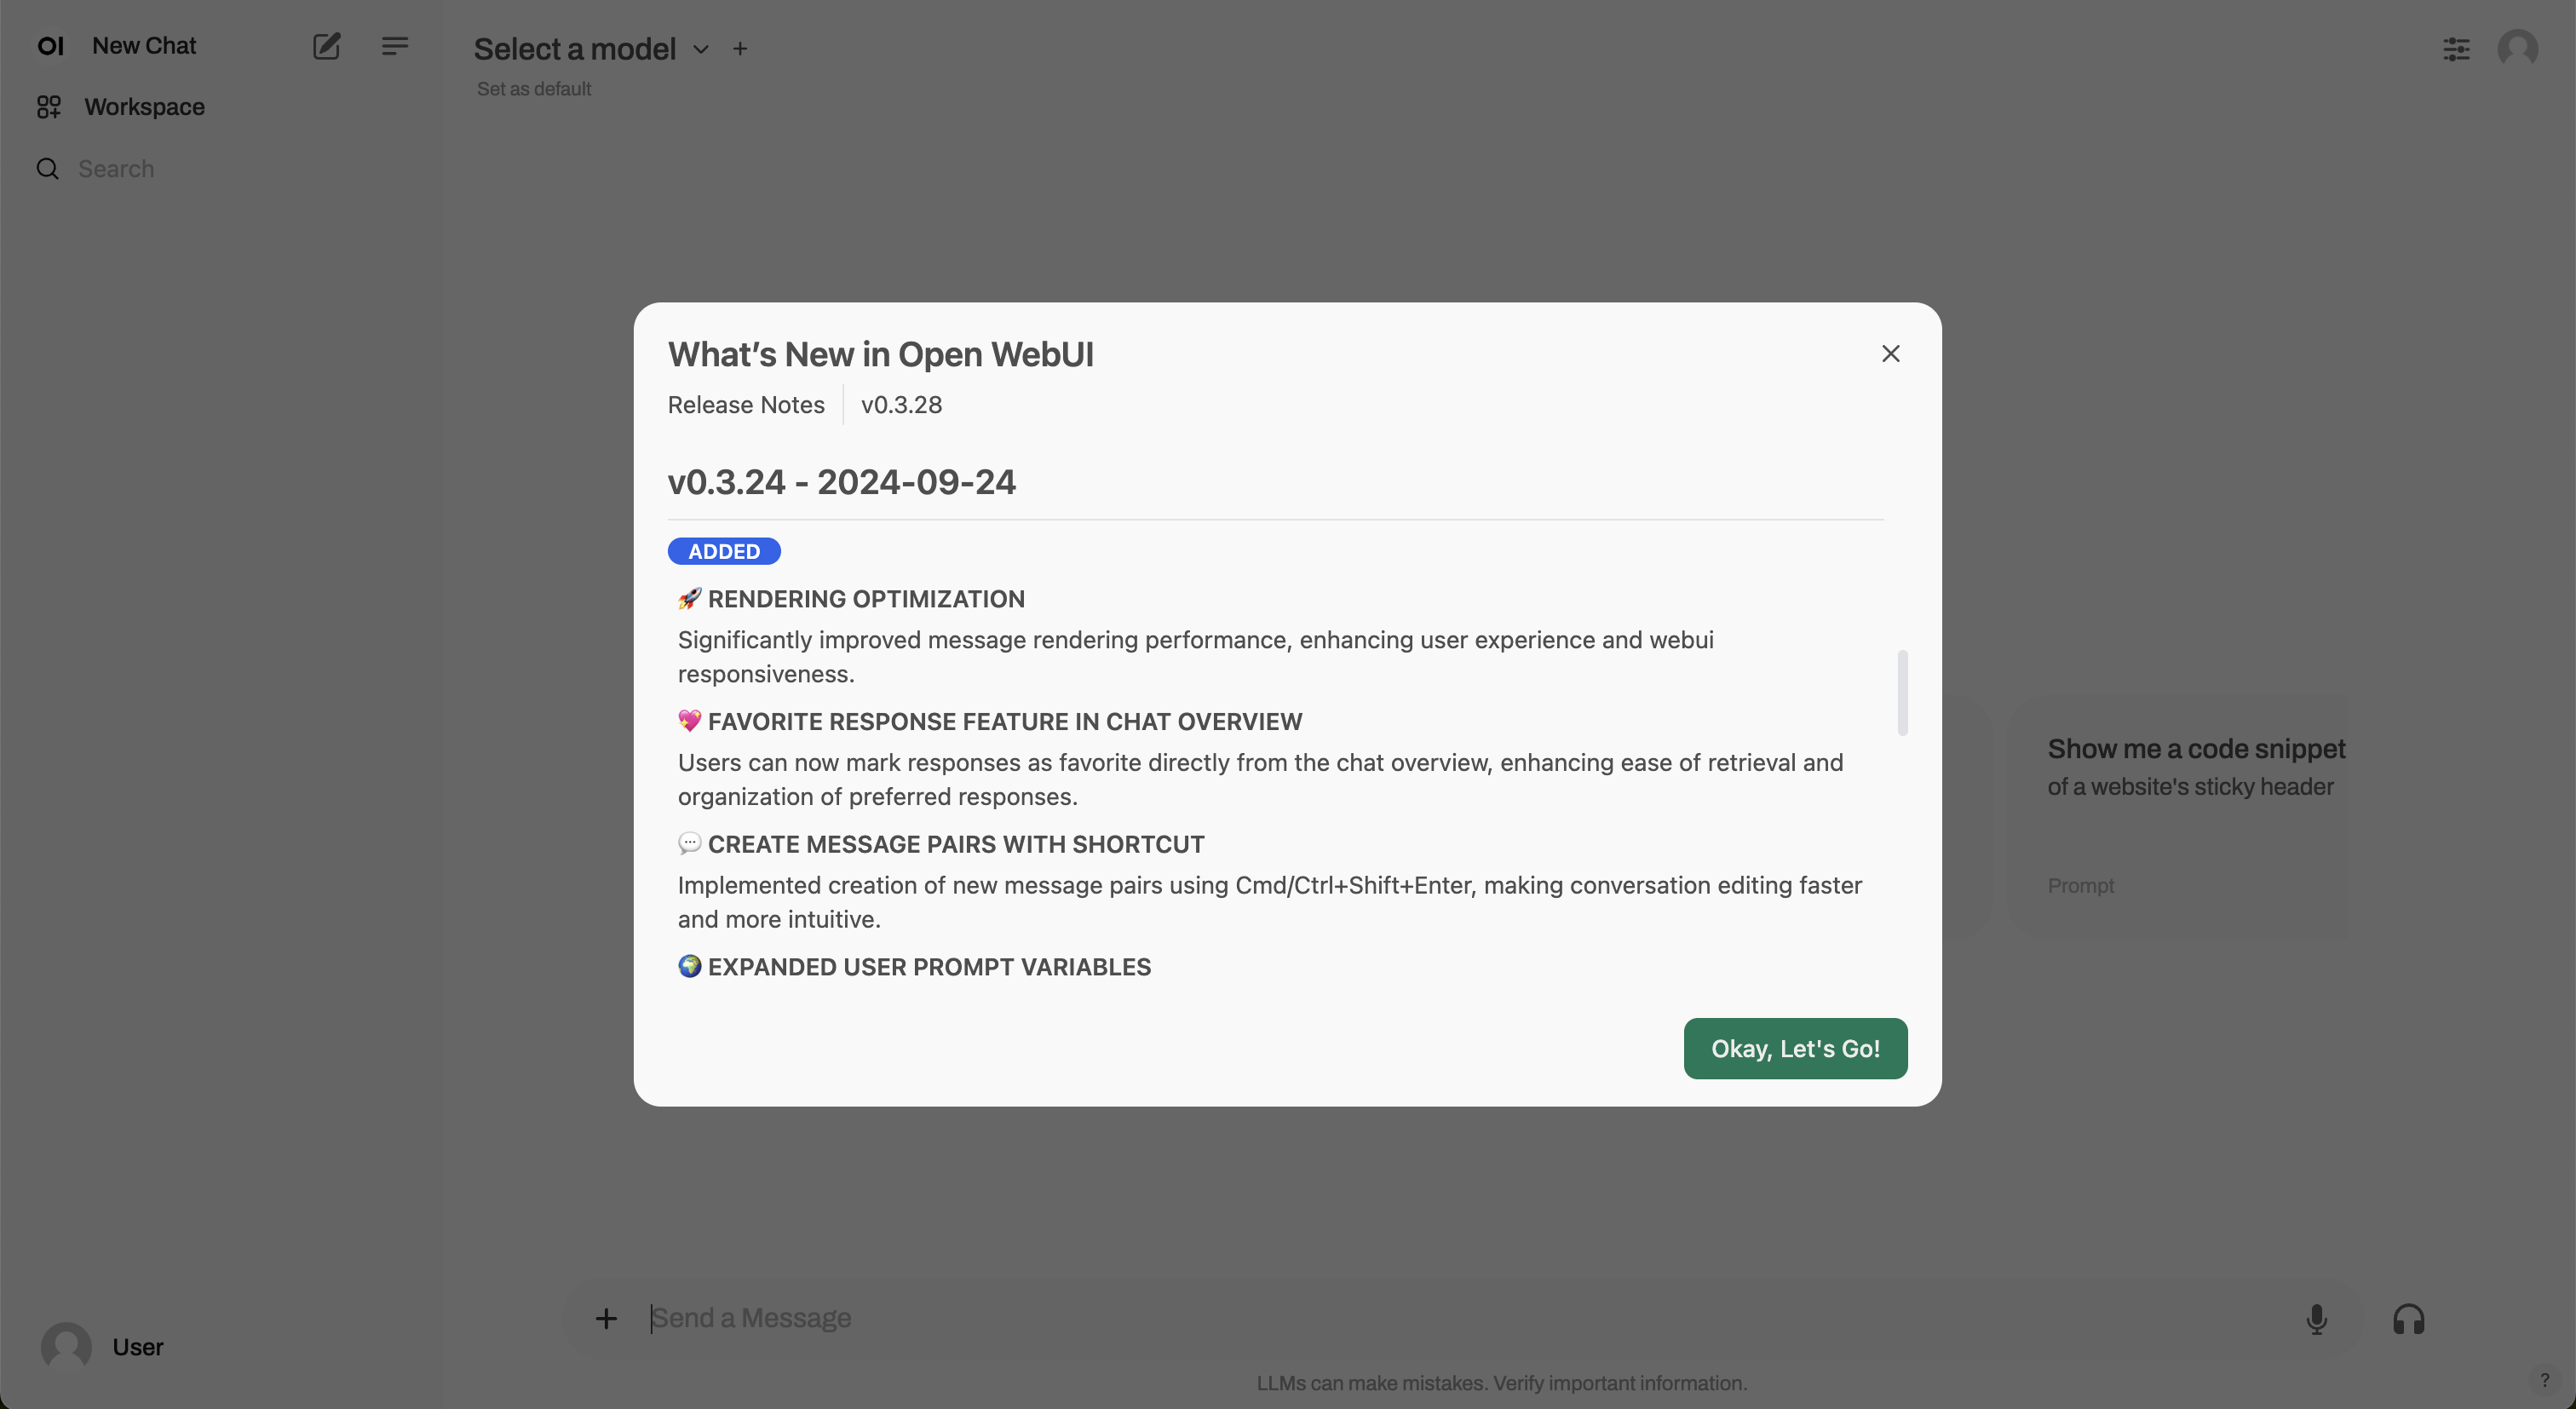 OI New Chat
Workspace
Search
Select a model
Set as default
What's New in Open WebUI
Release Notes v0.3.28
v0.3.24 - 2024-09-24
ADDED
🚀 RENDERING OPTIMIZATION
Significantly improved message rendering performance, enhancing user experience and webui
responsiveness.
💖 FAVORITE RESPONSE FEATURE IN CHAT OVERVIEW
Users can now mark responses as favorite directly from the chat overview, enhancing ease of retrieval and
organization of preferred responses.
💬 CREATE MESSAGE PAIRS WITH SHORTCUT
Implemented creation of new message pairs using Cmd/Ctrl+Shift+Enter, making conversation editing faster
and more intuitive.
🌍 EXPANDED USER PROMPT VARIABLES
Okay, Let's Go!
Show me a code snippet
of a website's sticky header
Prompt
Send a Message
LLMs can make mistakes. Verify important information.
User
?